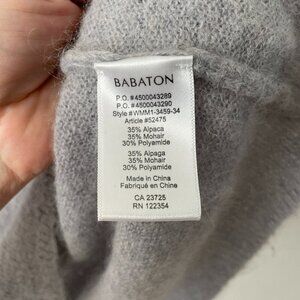 BABATON
P.O. #4500043289
P.O. #4500043290
Style #WMM1-3459-34
Article #52475
35% Alpaca
35% Mohair
30% Polyamide
35% Alpaga
35% Mohair
30% Polyamide
Made in China
Fabriqué en Chine
CA 23725
RN 122354